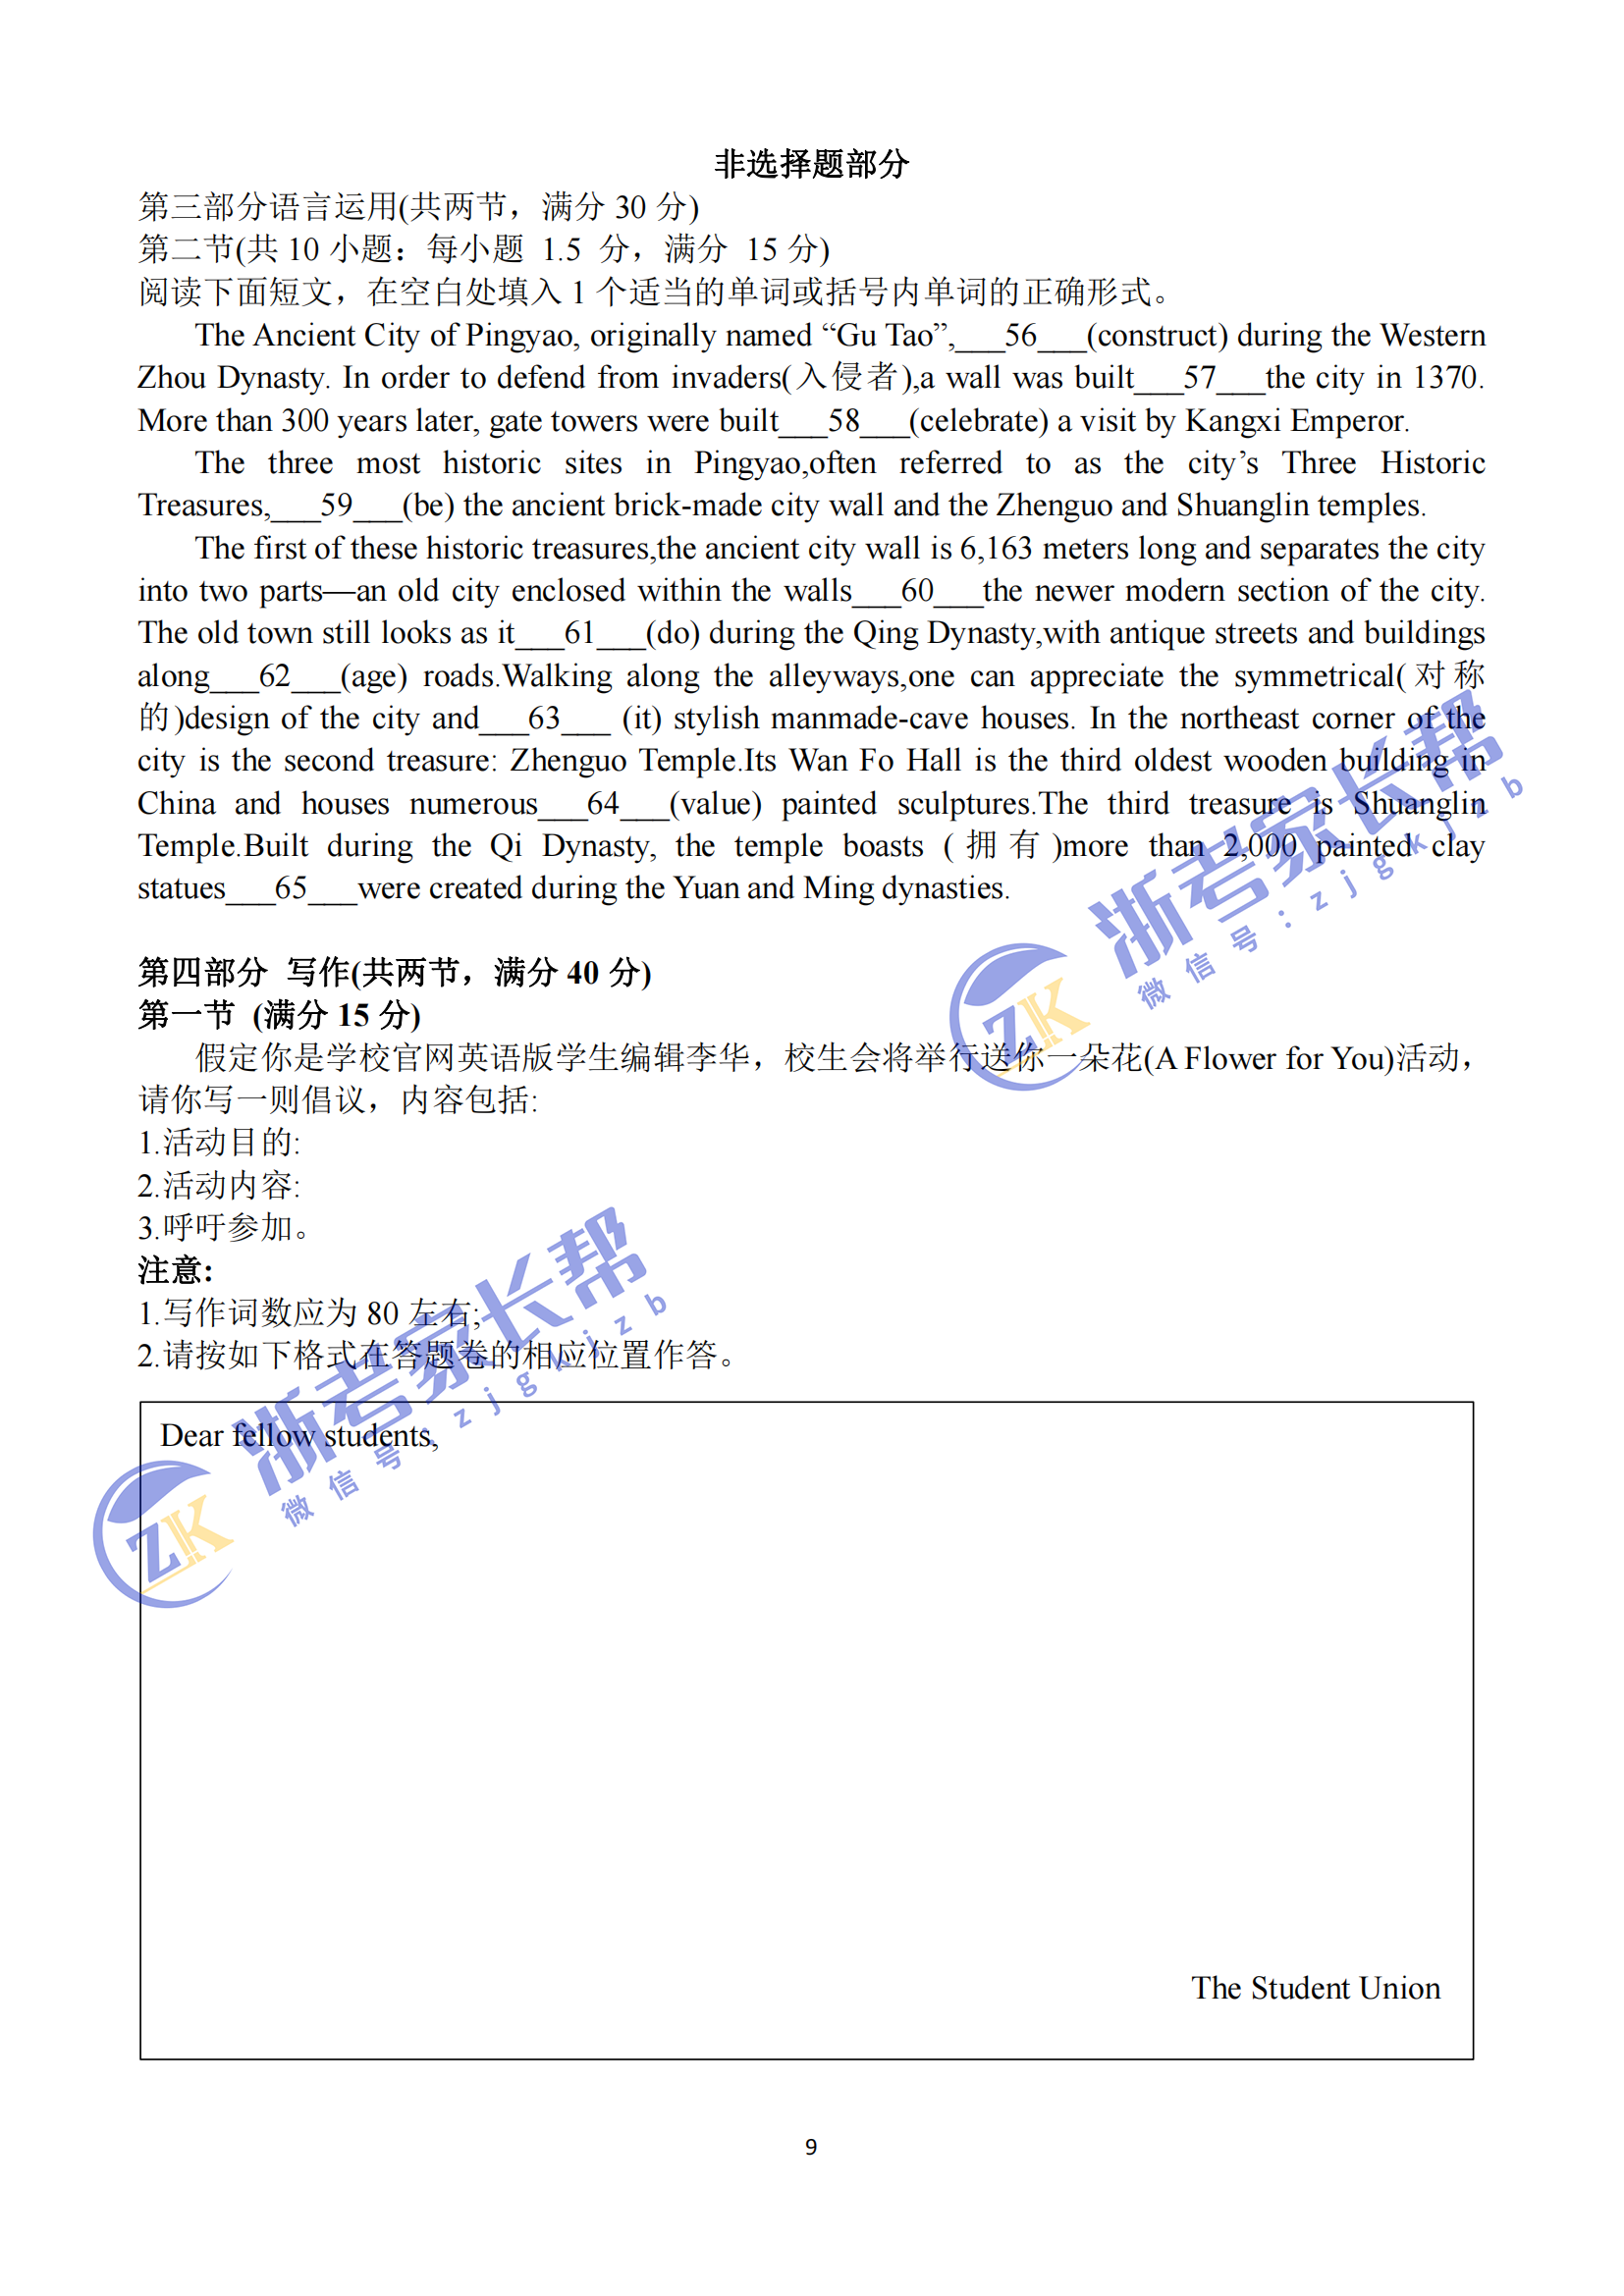 非选择题部分
第三部分语言运用(共两节，满分 30 分)
第二节(共 10 小题：每小题 1.5 分，满分 15 分)
阅读下面短文，在空白处填入 1 个适当的单词或括号内单词的正确形式。
The Ancient City of Pingyao, originally named “Gu Tao”,___56___(construct) during the Western
Zhou Dynasty. In order to defend from invaders(入侵者),a wall was built___57___the city in 1370.
More than 300 years later, gate towers were built___58___(celebrate) a visit by Kangxi Emperor.
The three most historic sites in Pingyao,often referred to as the city’s Three Historic
Treasures,___59___(be) the ancient brick-made city wall and the Zhenguo and Shuanglin temples.
The first of these historic treasures,the ancient city wall is 6,163 meters long and separates the city
into two parts—an old city enclosed within the walls___60___the newer modern section of the city.
The old town still looks as it___61___(do) during the Qing Dynasty,with antique streets and buildings
along___62___(age) roads.Walking along the alleyways,one can appreciate the symmetrical(对称
的)design of the city and___63___ (it) stylish manmade-cave houses. In the northeast corner of the
city is the second treasure: Zhenguo Temple.Its Wan Fo Hall is the third oldest wooden building in
China and houses numerous___64___(value) painted sculptures.The third treasure is Shuanglin
Temple.Built during the Qi Dynasty, the temple boasts (拥有)more than 2,000 painted clay
statues___65___were created during the Yuan and Ming dynasties.
第四部分 写作(共两节，满分 40 分)
第一节 (满分 15 分)
假定你是学校官网英语版学生编辑李华，校生会将举行送你一朵花(A Flower for You)活动，
请你写一则倡议，内容包括:
1.活动目的:
2.活动内容:
3.呼吁参加。
注意:
1.写作词数应为 80 左右;
2.请按如下格式在答题卷的相应位置作答。
Dear fellow students,
The Student Union
9
浙考家长帮
微信号:zjgkjzb
ZK
浙考家长帮
微信号:zjgkjzb
ZK